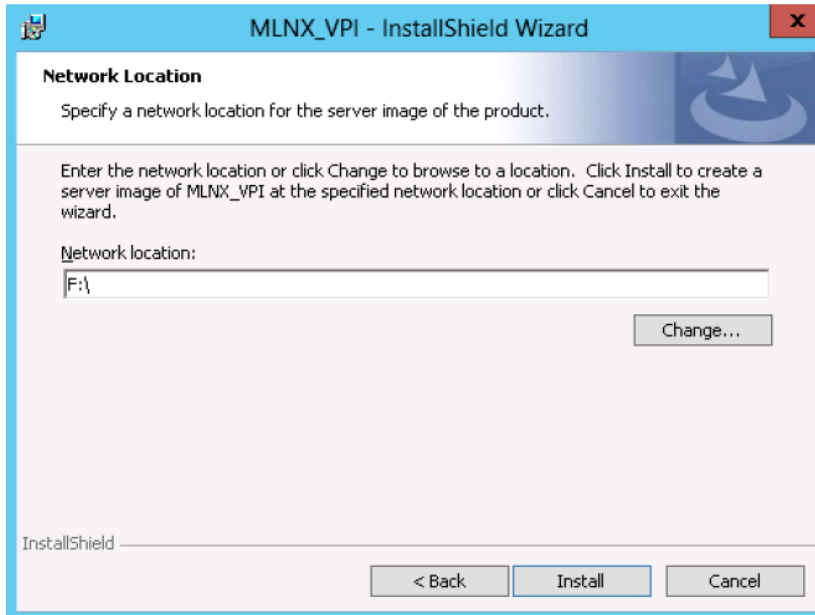 MLNX_VPI - InstallShield Wizard
x
Network Location
Specify a network location for the server image of the product.
Enter the network location or click Change to browse to a location. Click Install to create a
server image of MLNX_VPI at the specified network location or click Cancel to exit the
wizard.
Network location:
F:\
Change...
InstallShield
< Back
Install
Cancel